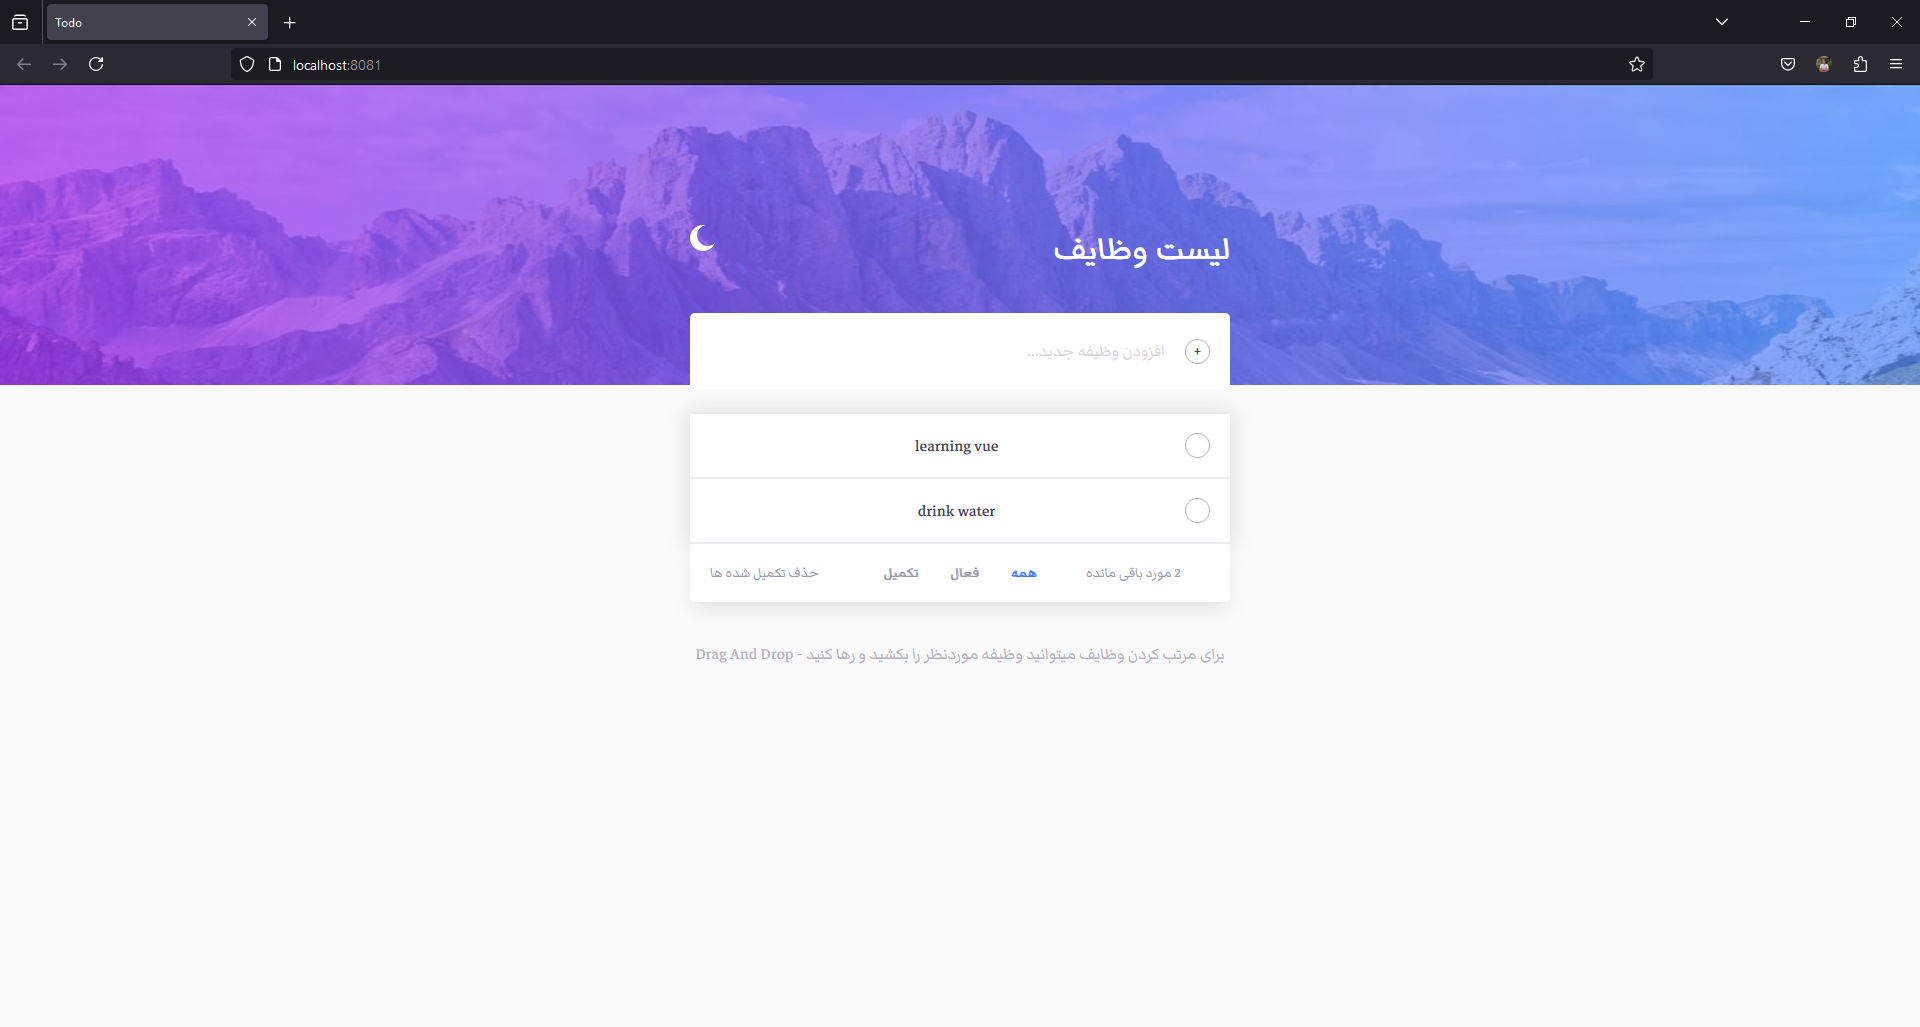 Todo
localhost:8081
لیست وظایف
+
افزودن وظیفه جدید...
learning vue
drink water
2 مورد باقی مانده همه فعال تکمیل حذف تکمیل شده ها
برای مرتب کردن وظایف میتوانید وظیفه موردنظر را بکشید و رها کنید - Drag And Drop